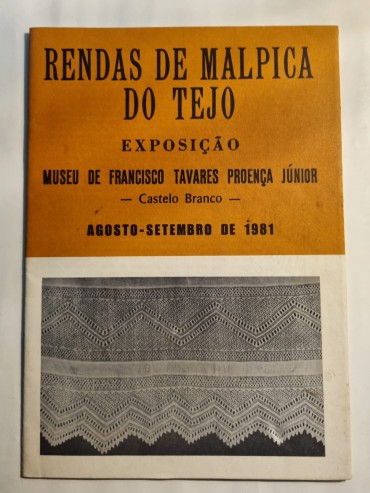 RENDAS DE MALPICA
DO TEJO
EXPOSIÇÃO
MUSEU DE FRANCISCO TAVARES PROENÇA JÚNIOR
— Castelo Branco —
AGOSTO-SETEMBRO DE 1981